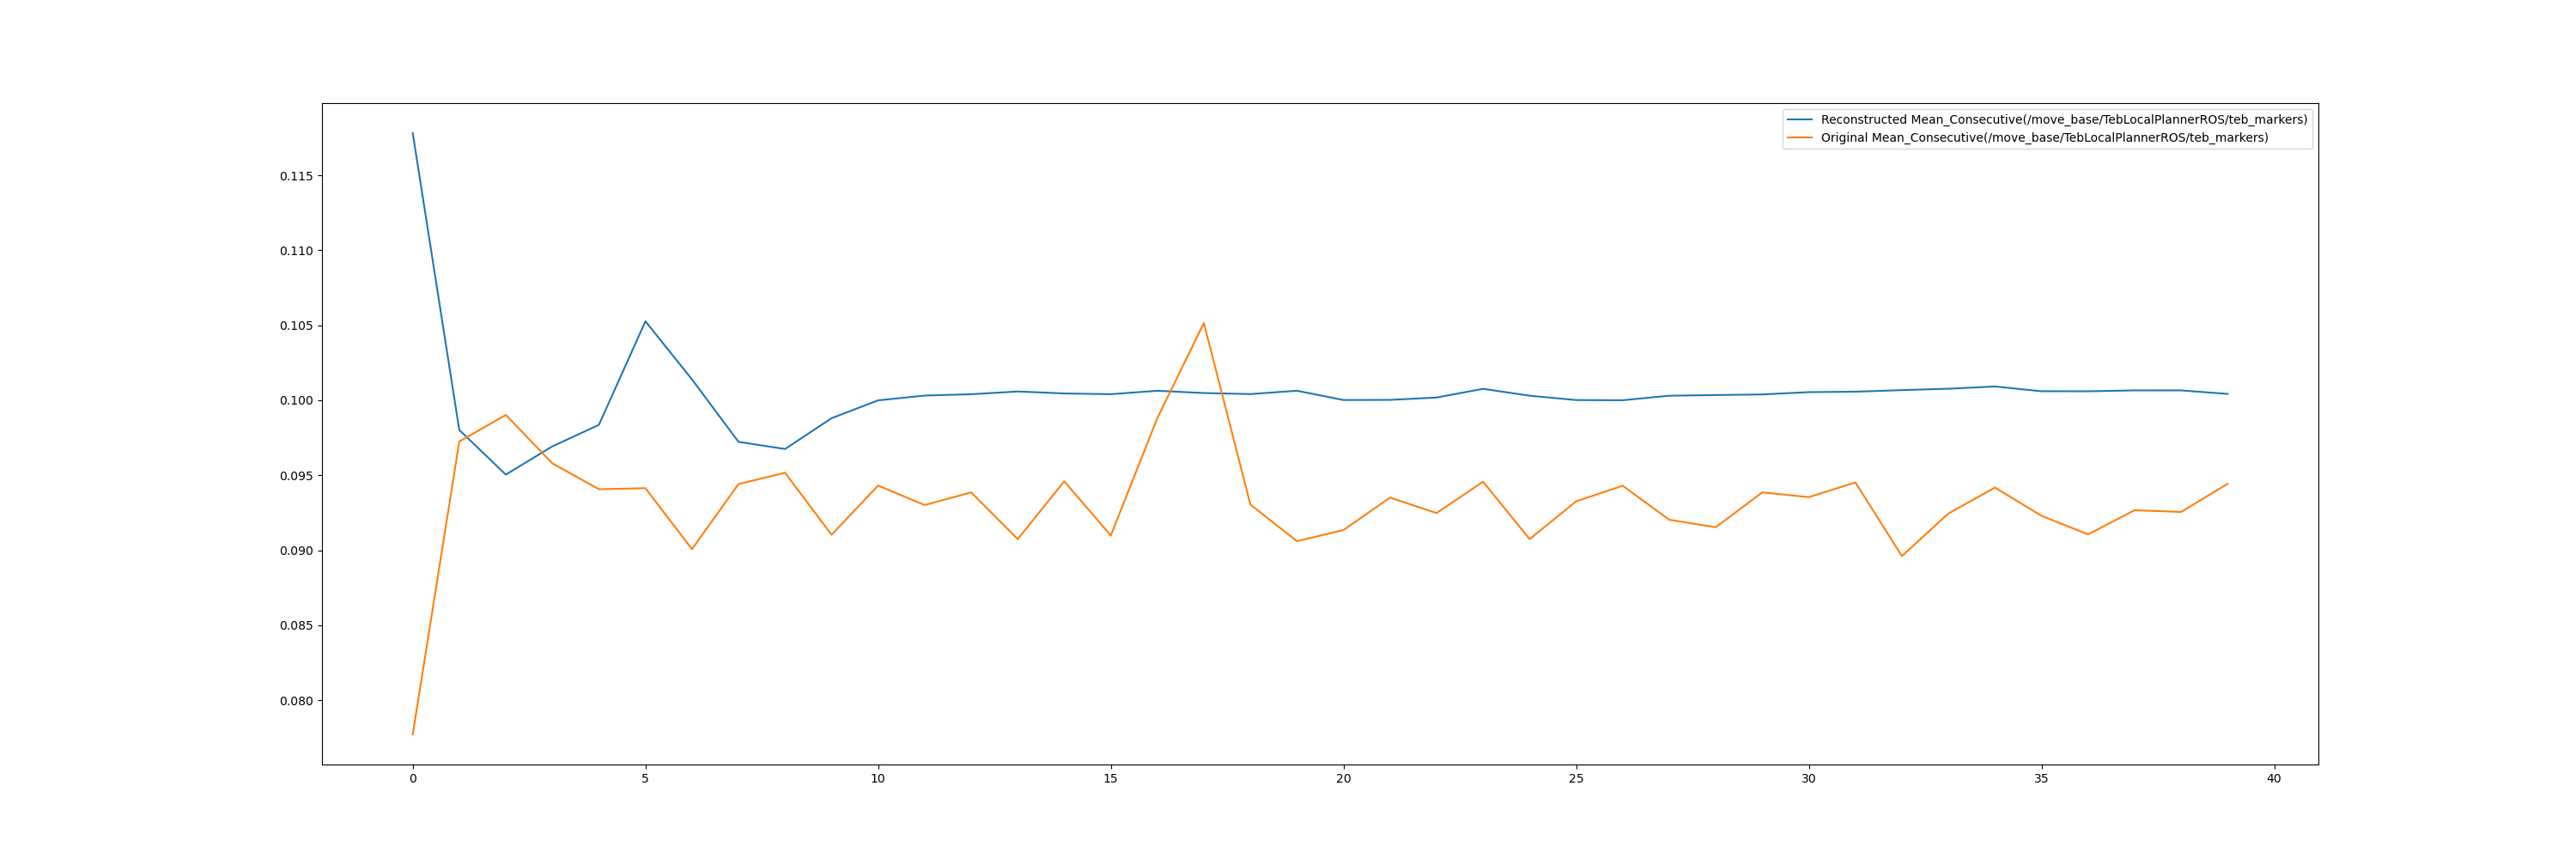 Reconstructed Mean_Consecutive(/move_base/TebLocalPlannerROS/teb_markers)
Original Mean_Consecutive(/move_base/TebLocalPlannerROS/teb_markers)
0.115
0.110
0.105
0.100
0.095
0.090
0.085
0.080
0 5 10 15 20 25 30 35 40